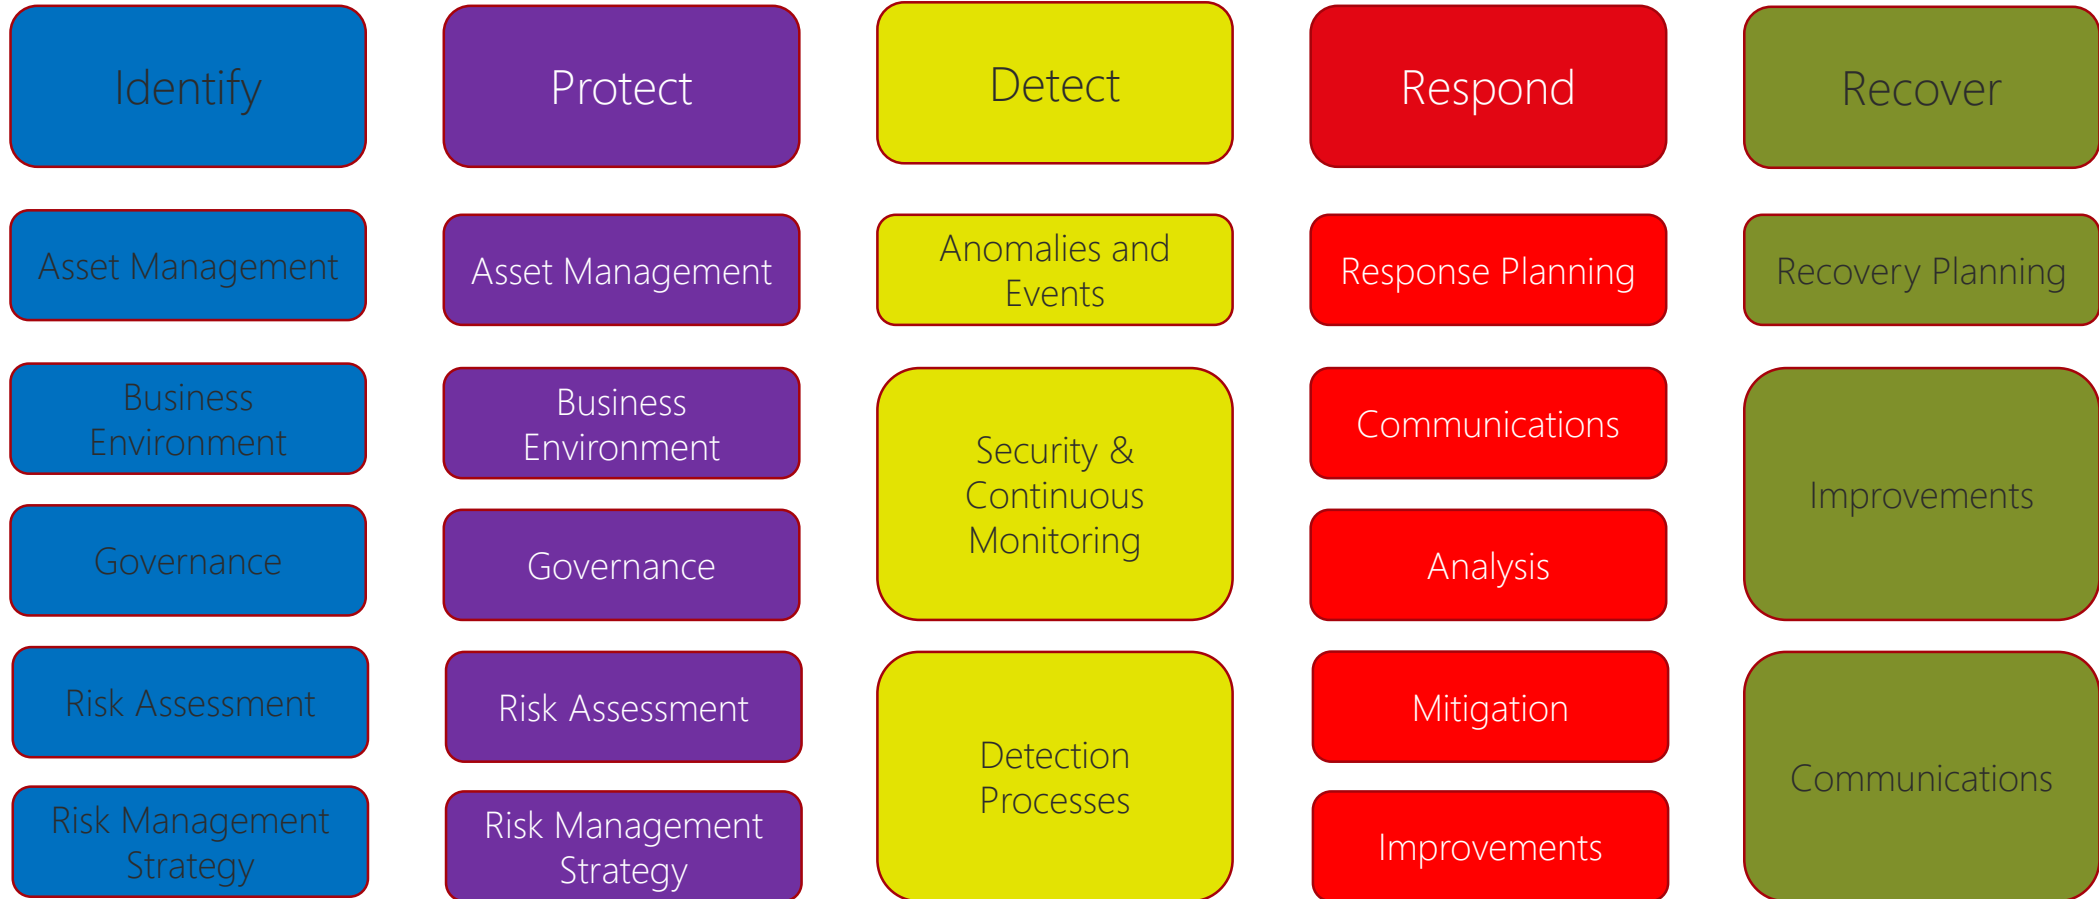 Identify
Protect
Detect
Respond
Recover
Asset Management
Asset Management
Anomalies and
Events
Response Planning
Recovery Planning
Business
Environment
Business
Environment
Security &
Continuous
Monitoring
Communications
Improvements
Governance
Governance
Analysis
Risk Assessment
Risk Assessment
Detection
Processes
Mitigation
Communications
Risk Management
Strategy
Risk Management
Strategy
Improvements